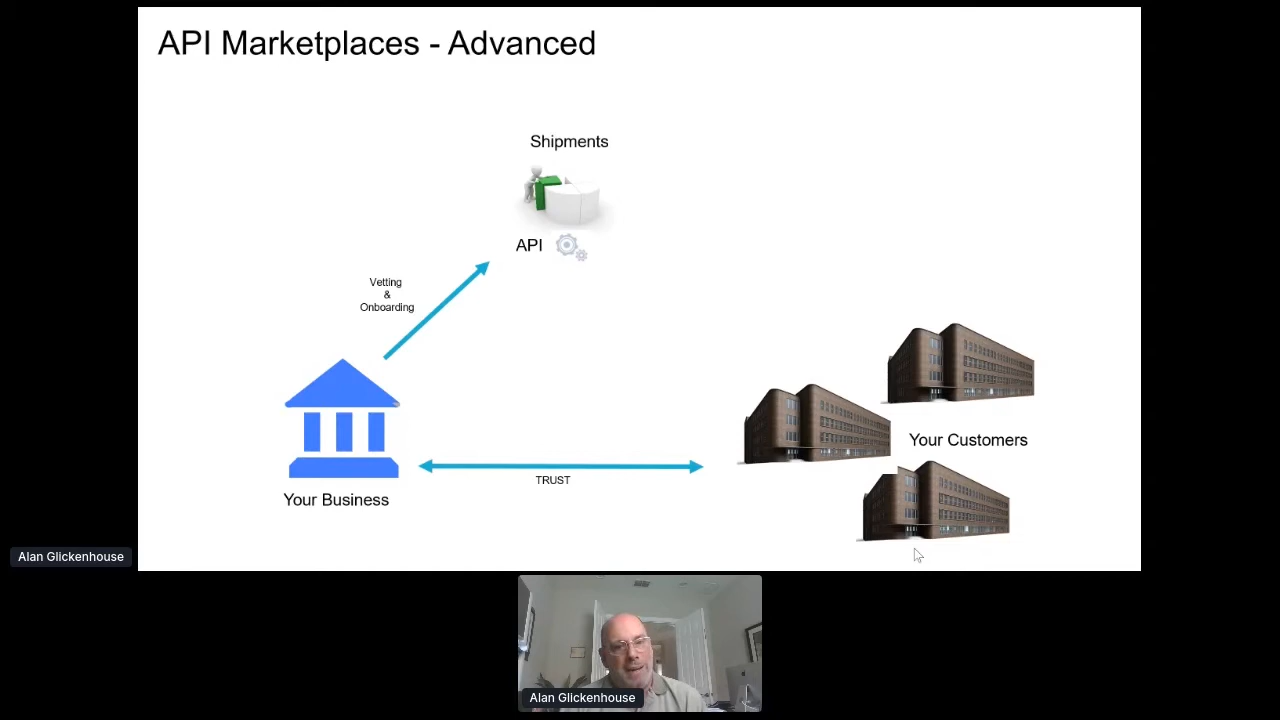 API Marketplaces - Advanced
Shipments
API
Vetting
&
Onboarding
Your Customers
TRUST
Your Business
Alan Glickenhouse
Alan Glickenhouse